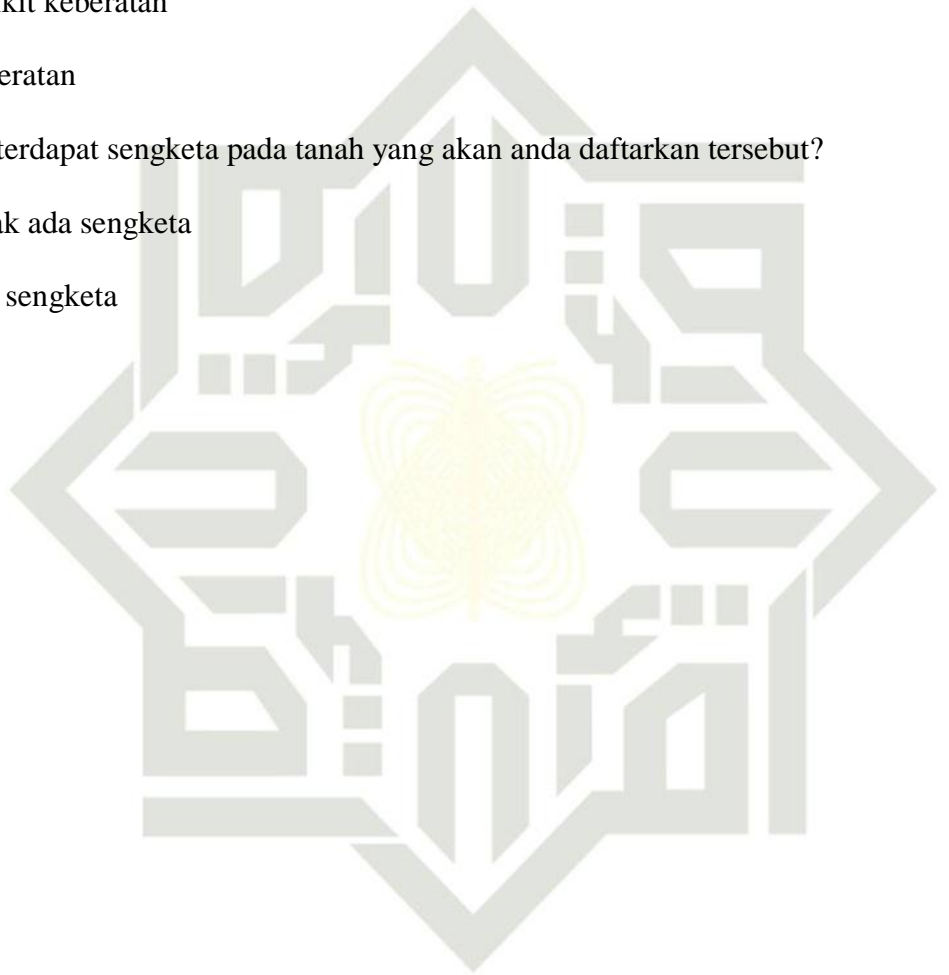 kit keberatan
eratan
terdapat sengketa pada tanah yang akan anda daftarkan tersebut?
ak ada sengketa
sengketa